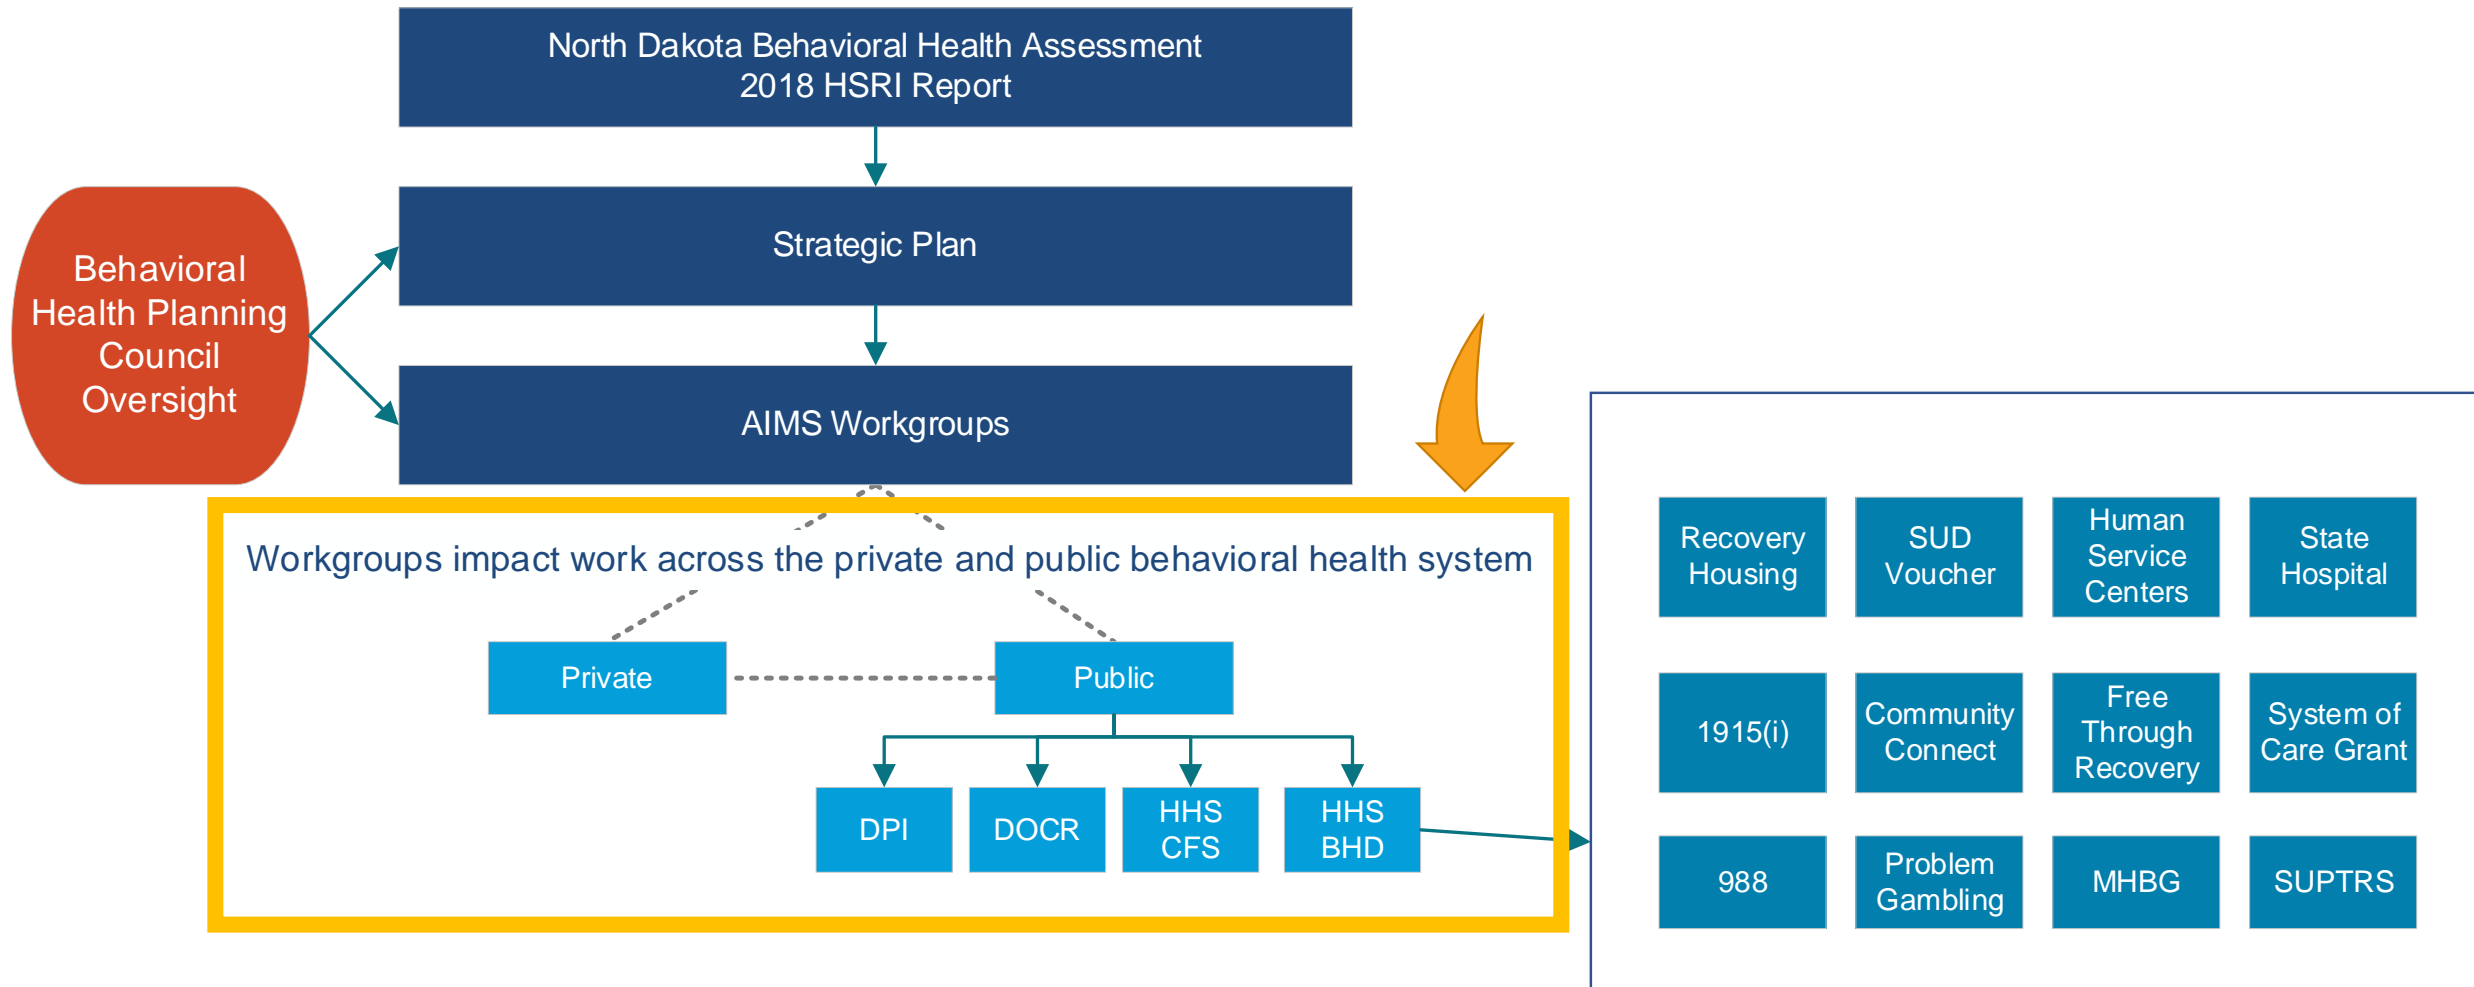 North Dakota Behavioral Health Assessment
2018 HSRI Report
Strategic Plan
Behavioral
Health Planning
Council
Oversight
AIMS Workgroups
Workgroups impact work across the private and public behavioral health system
Private
Public
DPI
DOCR
HHS
CFS
HHS
BHD
Recovery
Housing
SUD
Voucher
Human
Service
Centers
State
Hospital
1915(i)
Community
Connect
Free
Through
Recovery
System of
Care Grant
988
Problem
Gambling
MHBG
SUPTRS